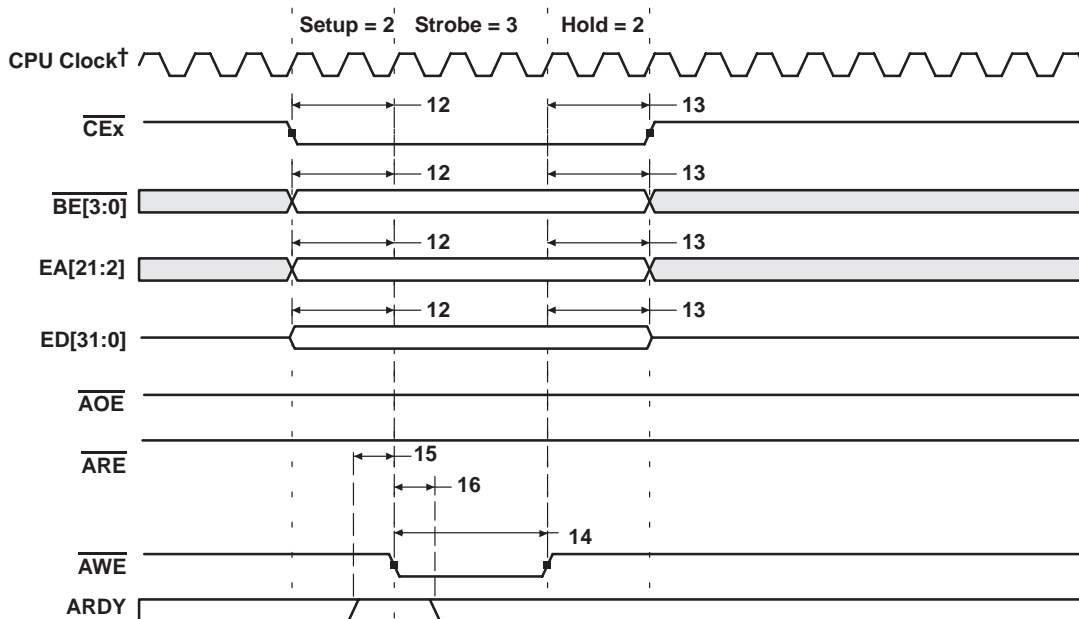 Setup = 2 Strobe = 3 Hold = 2
CPU Clock†
12 13
CEx
12 13
BE[3:0]
12 13
EA[21:2]
12 13
ED[31:0]
AOE
15
ARE
16
14
AWE
ARDY